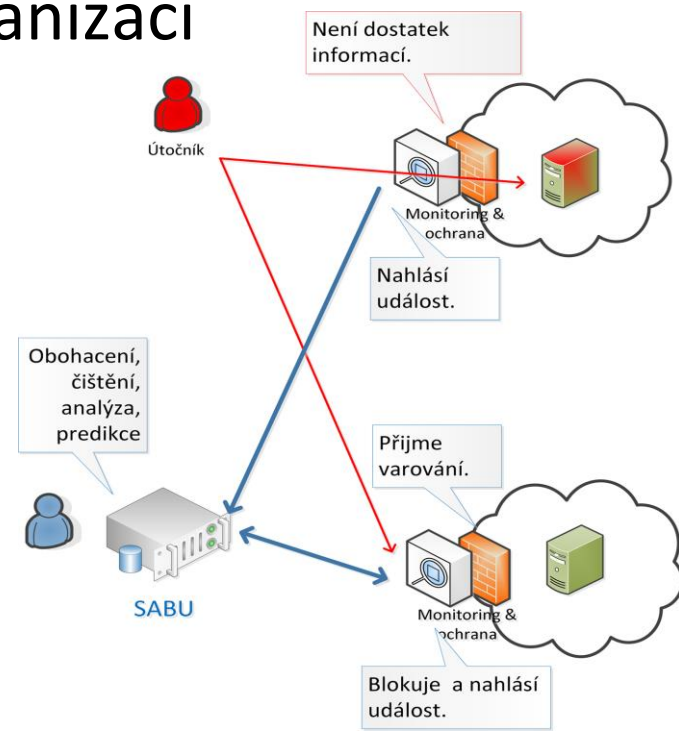 anizací
Není dostatek
informací.
Útočník
Monitoring &
ochrana
Nahlásí
událost.
Obohacení,
čištění,
analýza,
predikce
Přijme
varování.
SABU
Monitoring &
ochrana
Blokuje a nahlásí
událost.